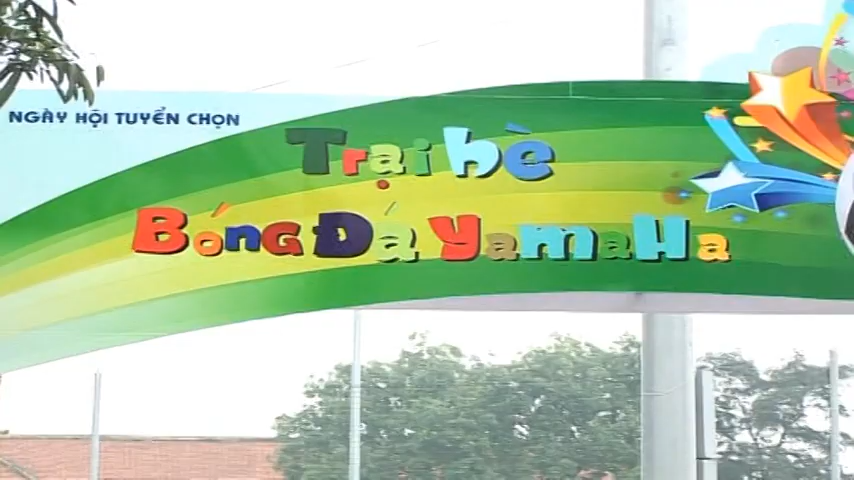 NGÀY HỘI TUYỂN CHỌN
Trại hè
BÓNG ĐÁ YamaHa